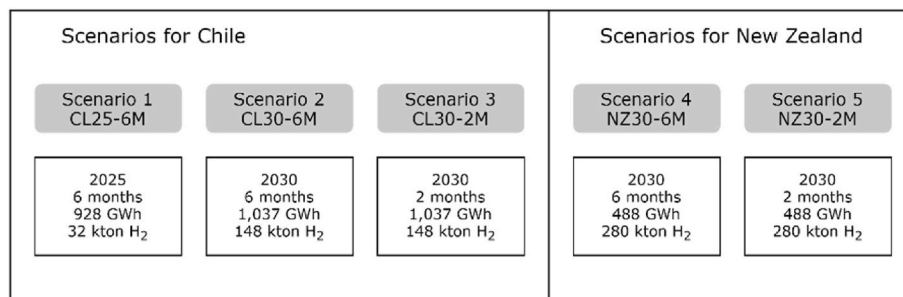 Scenarios for Chile
Scenario 1
CL25-6M
Scenario 2
CL30-6M
Scenario 3
CL30-2M
2025
6 months
928 GWh
32 kton H₂
2030
6 months
1,037 GWh
148 kton H₂
2030
2 months
1,037 GWh
148 kton H₂
Scenarios for New Zealand
Scenario 4
NZ30-6M
Scenario 5
NZ30-2M
2030
6 months
488 GWh
280 kton H₂
2030
2 months
488 GWh
280 kton H₂